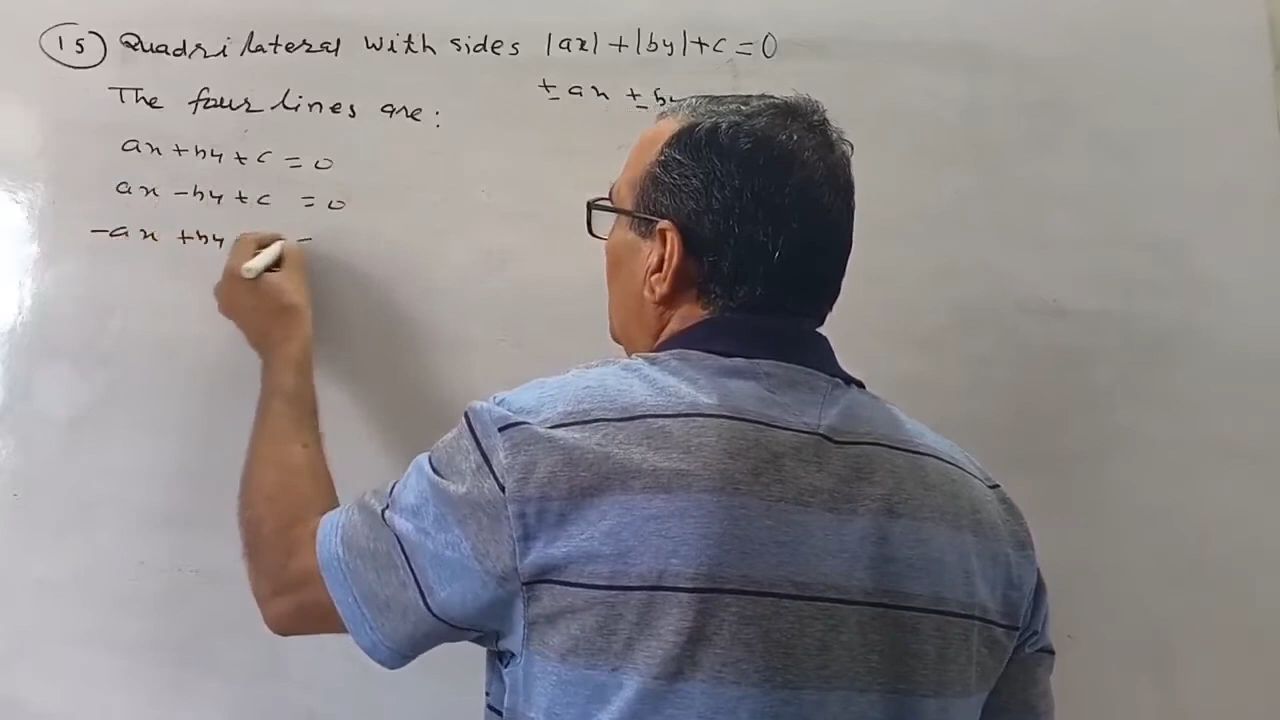 15 Quadrilateral with sides |ax|+|by|+c=0
± ax ± by
The four lines are:
ax+by+c=0
ax-by+c=0
-ax+by =